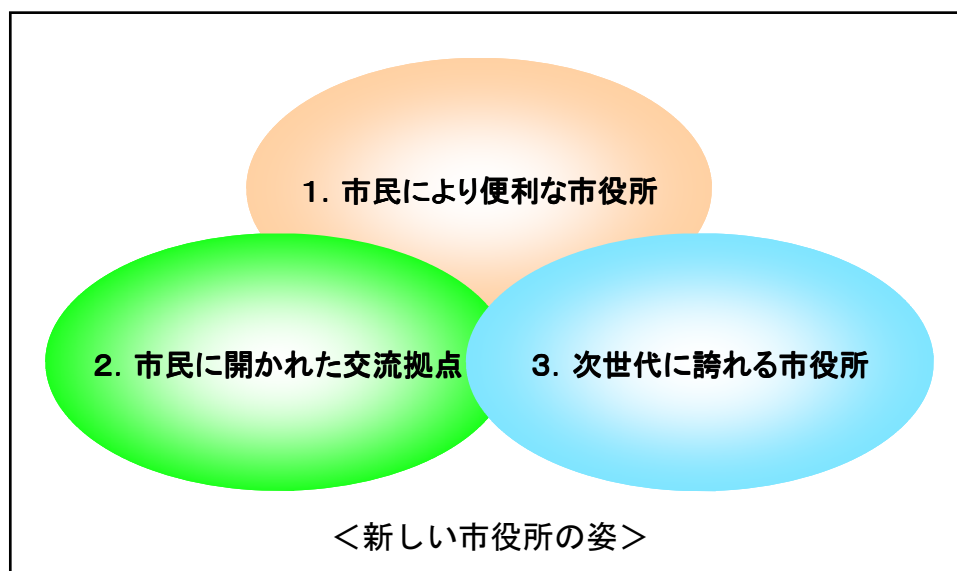 １．市民により便利な市役所
２．市民に開かれた交流拠点
３．次世代に誇れる市役所
＜新しい市役所の姿＞